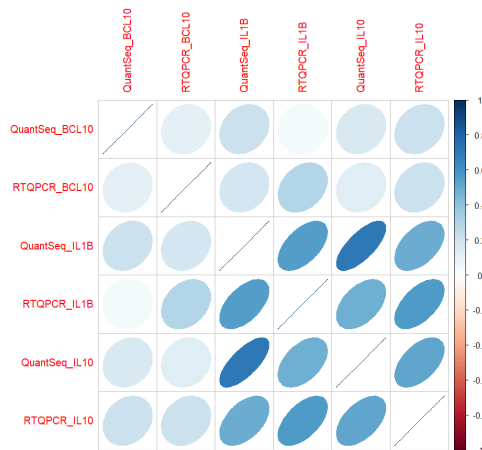 QuantSeq_BCL10
RTQPCR_BCL10
QuantSeq_IL1B
RTQPCR_IL1B
QuantSeq_IL10
RTQPCR_IL10
QuantSeq_BCL10
RTQPCR_BCL10
QuantSeq_IL1B
RTQPCR_IL1B
QuantSeq_IL10
RTQPCR_IL10
1
0